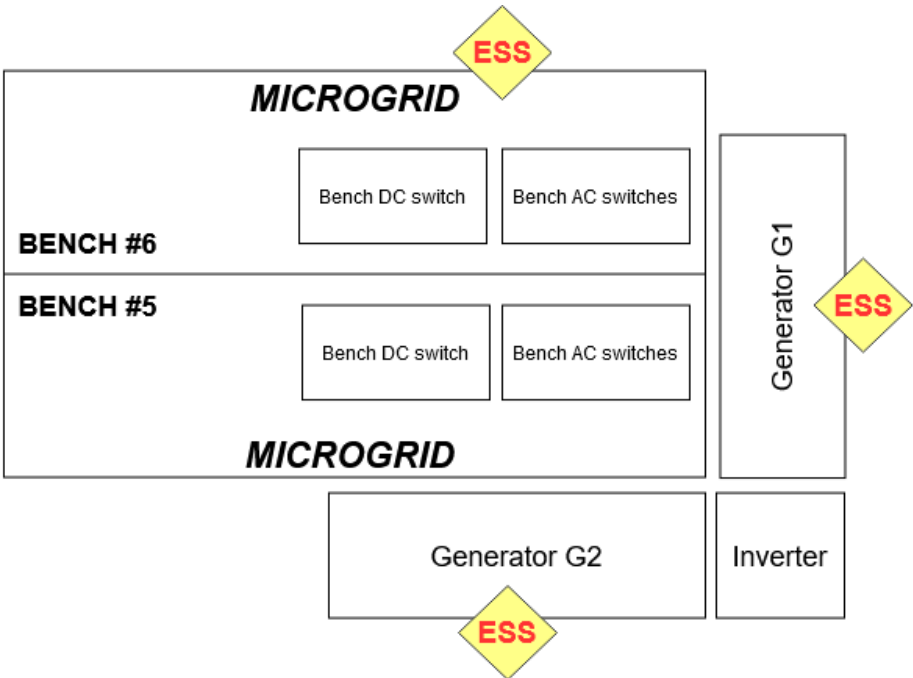 ESS
MICROGRID
Bench DC switch
Bench AC switches
BENCH #6
Generator G1
ESS
BENCH #5
Bench DC switch
Bench AC switches
MICROGRID
Generator G2
Inverter
ESS